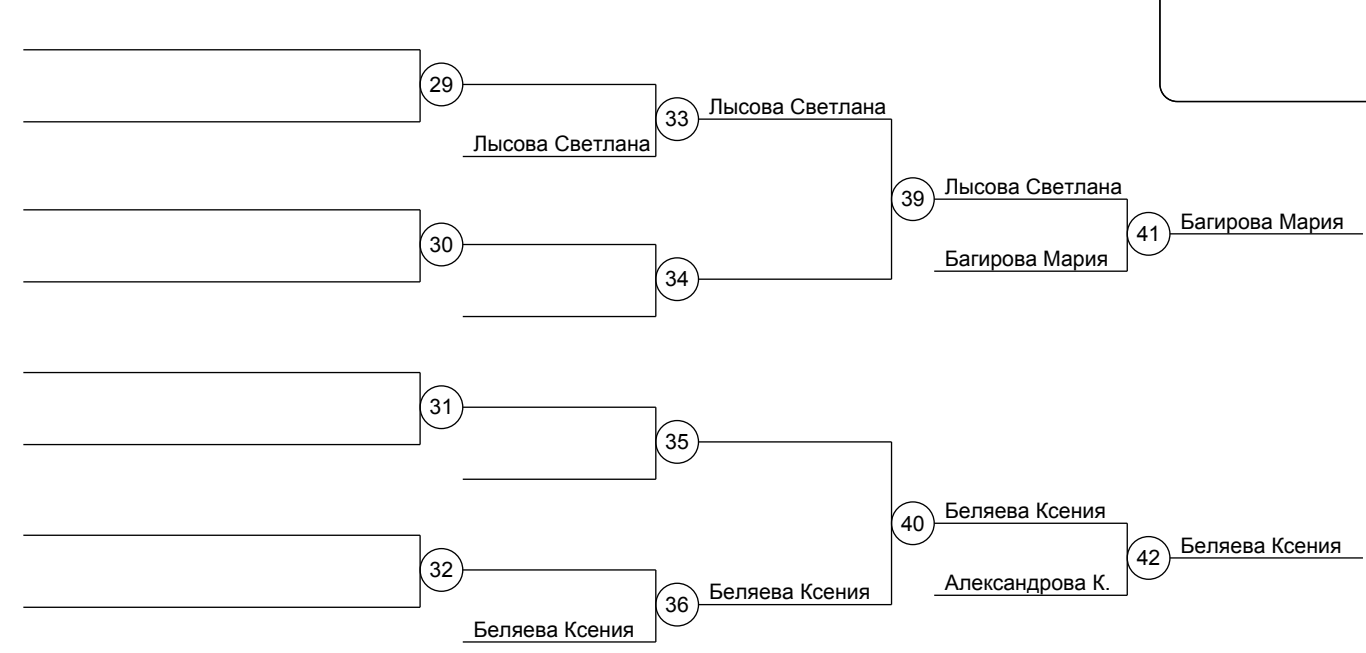 29
33
Лысова Светлана
Лысова Светлана
39
Лысова Светлана
30
41
Багирова Мария
Багирова Мария
34
31
35
40
Беляева Ксения
42
Беляева Ксения
32
Александрова К.
36
Беляева Ксения
Беляева Ксения